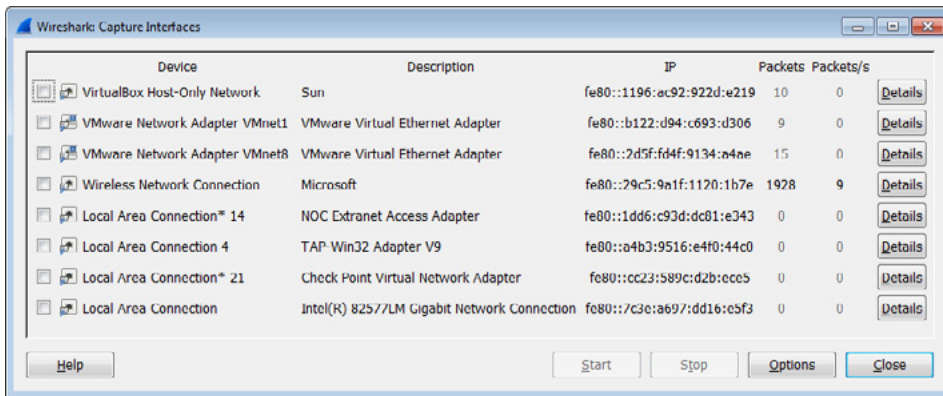 Wireshark: Capture Interfaces
Device Description IP Packets Packets/s
VirtualBox Host-Only Network Sun fe80::1196:ac92:922d:e219 10 0 Details
VMware Network Adapter VMnet1 VMware Virtual Ethernet Adapter fe80::b122:d94:c693:d306 9 0 Details
VMware Network Adapter VMnet8 VMware Virtual Ethernet Adapter fe80::2d5f:fd4f:9134:a4ae 15 0 Details
Wireless Network Connection Microsoft fe80::29c5:9a1f:1120:1b7e 1928 9 Details
Local Area Connection* 14 NOC Extranet Access Adapter fe80::1dd6:c93d:dc81:e343 0 0 Details
Local Area Connection 4 TAP-Win32 Adapter V9 fe80::a4b3:9516:e4f0:44c0 0 0 Details
Local Area Connection* 21 Check Point Virtual Network Adapter fe80::cc23:589c:d2b:ece5 0 0 Details
Local Area Connection Intel(R) 82577LM Gigabit Network Connection fe80::7c3e:a697:dd16:e5f3 0 0 Details
Help Start Stop Options Close